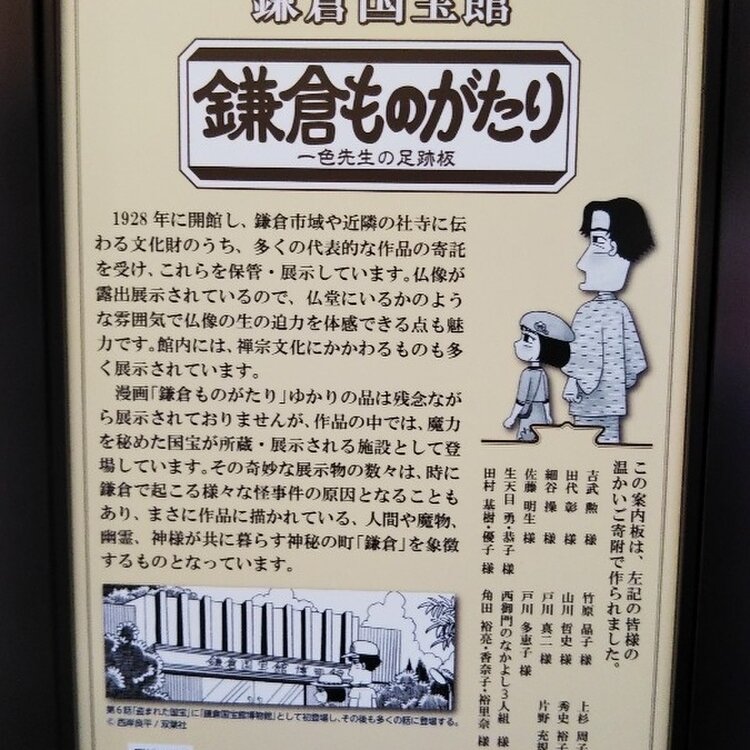 鎌倉国宝館
鎌倉ものがたり
一色先生の足跡板
1928年に開館し、鎌倉市域や近隣の社寺に伝
わる文化財のうち、多くの代表的な作品の寄託
を受け、これらを保管・展示しています。仏像が
露出展示されているので、仏堂にいるかのよう
な雰囲気で仏像の生の迫力を体感できる点も魅
力です。館内には、禅宗文化にかかわるものも多
く展示されています。
漫画「鎌倉ものがたり」ゆかりの品は残念なが
ら展示されておりませんが、作品の中では、魔力
を秘めた国宝が所蔵・展示される施設として登
場しています。その奇妙な展示物の数々は、時に
鎌倉で起こる様々な怪事件の原因となることも
あり、まさに作品に描かれている、人間や魔物、
幽霊、神様が共に暮らす神秘の町「鎌倉」を象徴
するものとなっています。
鎌倉国宝館博物館
第6話「盗まれた国宝」に「鎌倉国宝館博物館」として初登場し、その後も多くの話に登場する。
© 西岸良平／双葉社
この案内板は、左記の皆様の
温かいご寄附で作られました。
吉武 勲 様 竹原 晶子 様 上杉 周子
田代 彰 様 山川 哲史 様 秀史 裕子
細谷 操 様 戸川 真二 様 片野 充視
佐藤 明生 様 戸川 多恵子 様
生天目 勇・恭子 様 西御門のなかよし3人組 様
田村 基樹・優子 様 角田 裕亮・香奈子・裕里奈 様